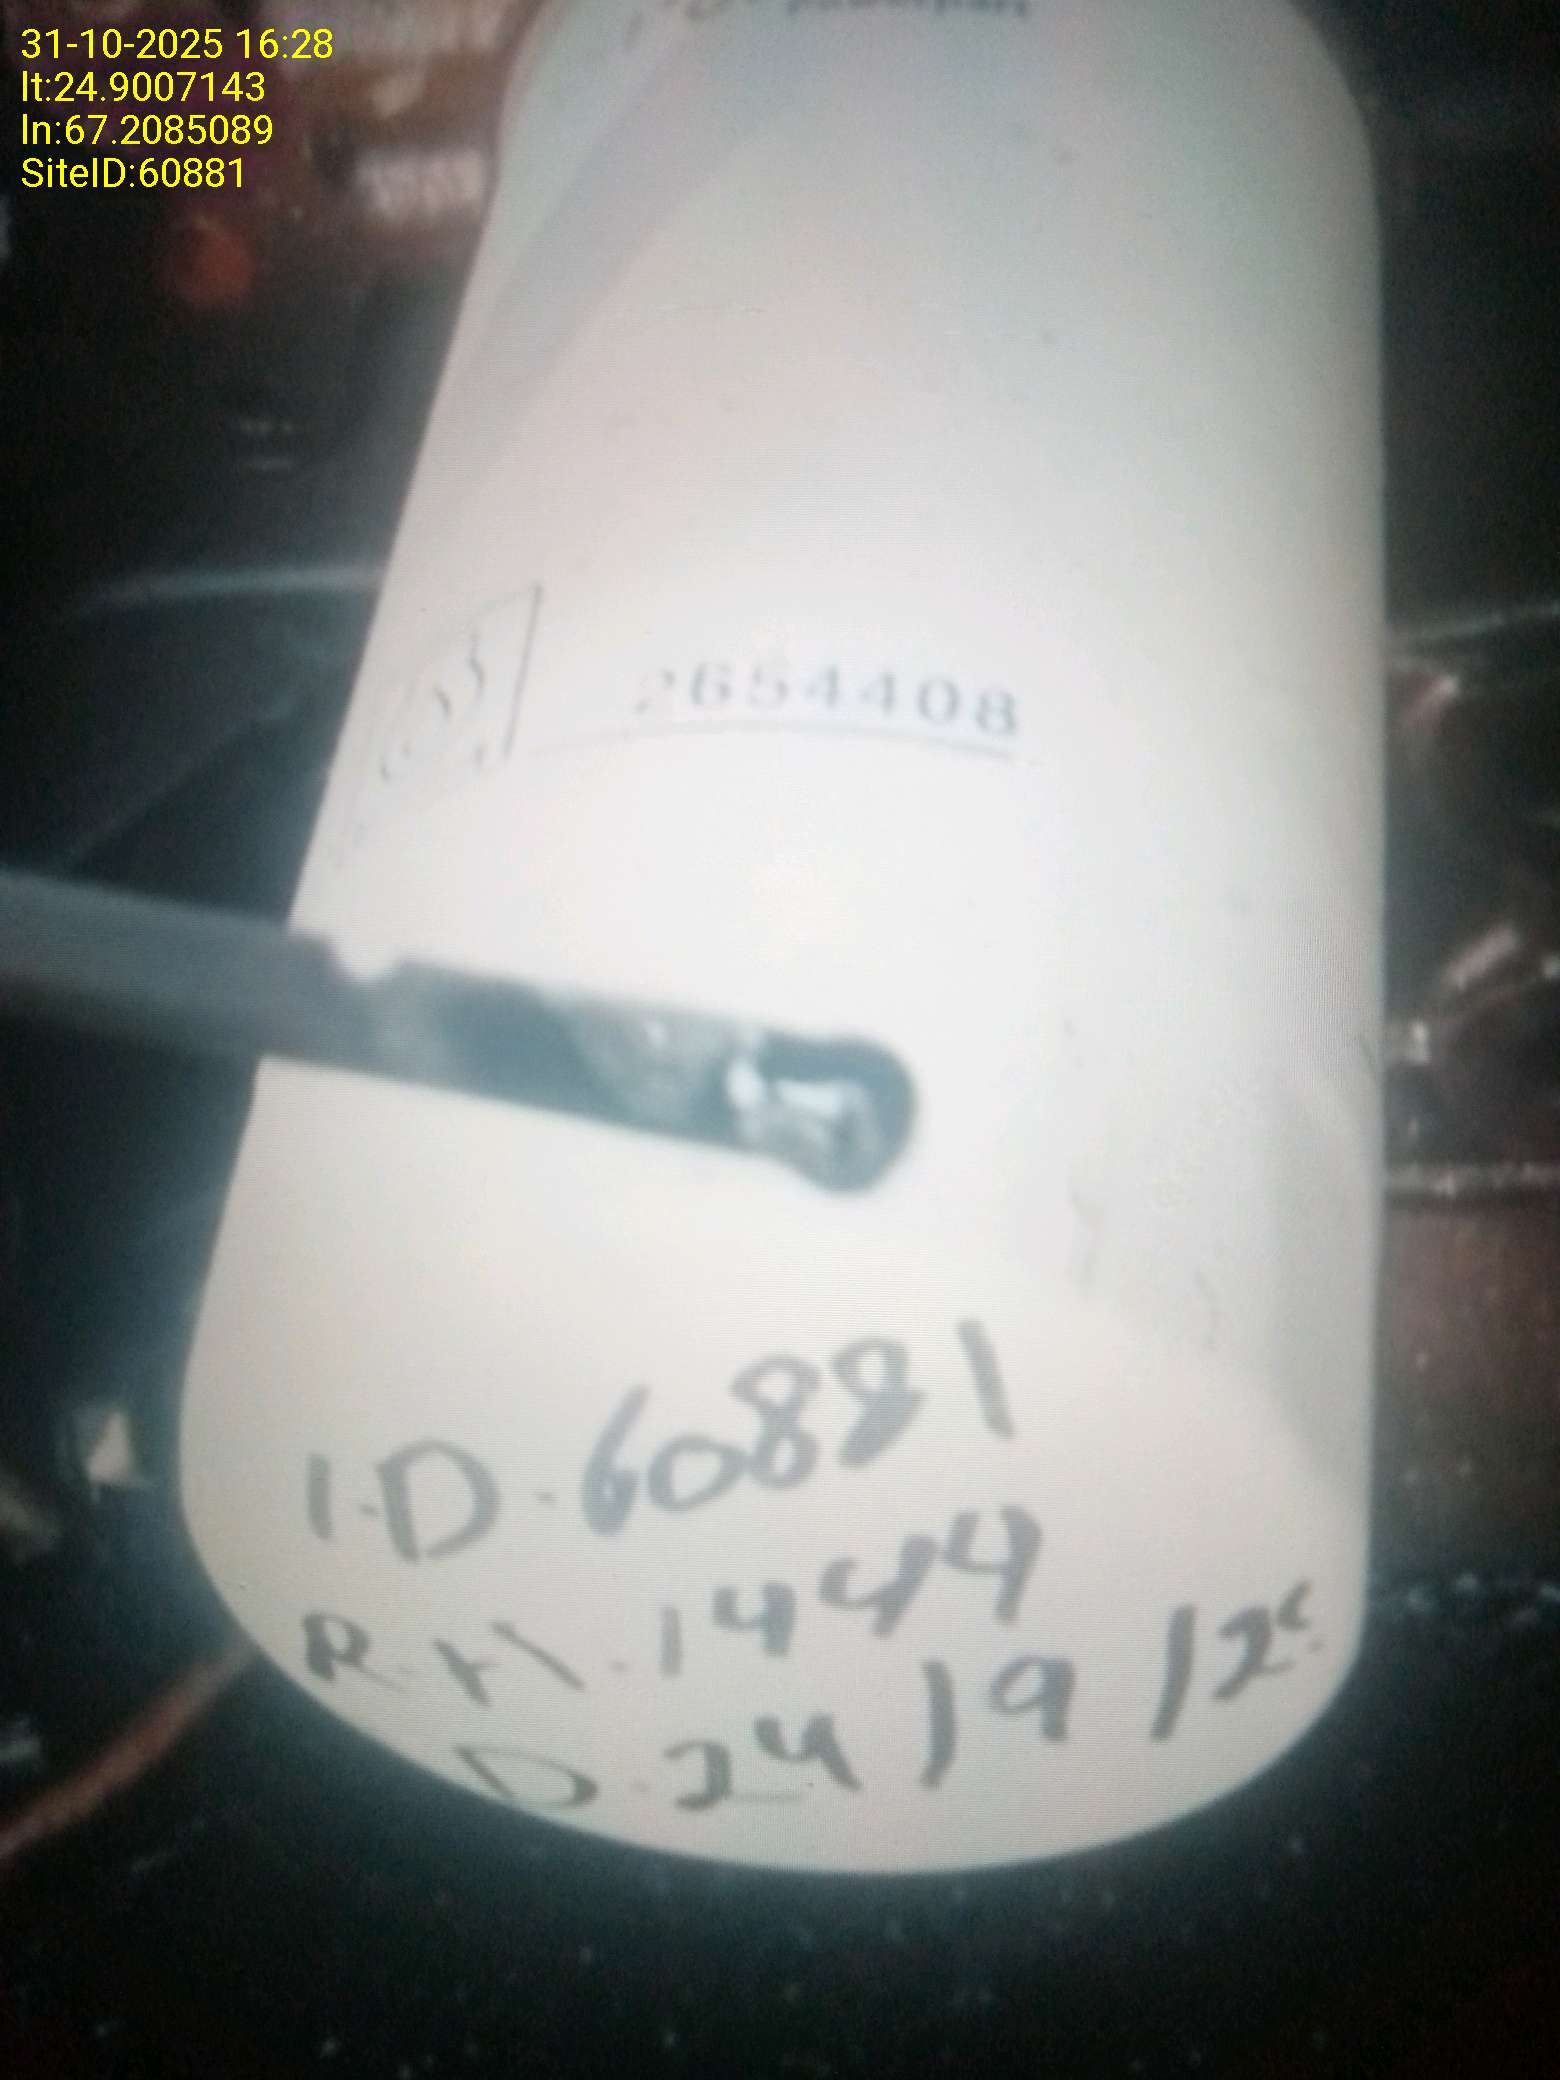 31-10-2025 16:28
lt:24.9007143
ln:67.2085089
SiteID:60881
2654408
I.D.60881
R.H.1444
D.24/9/25